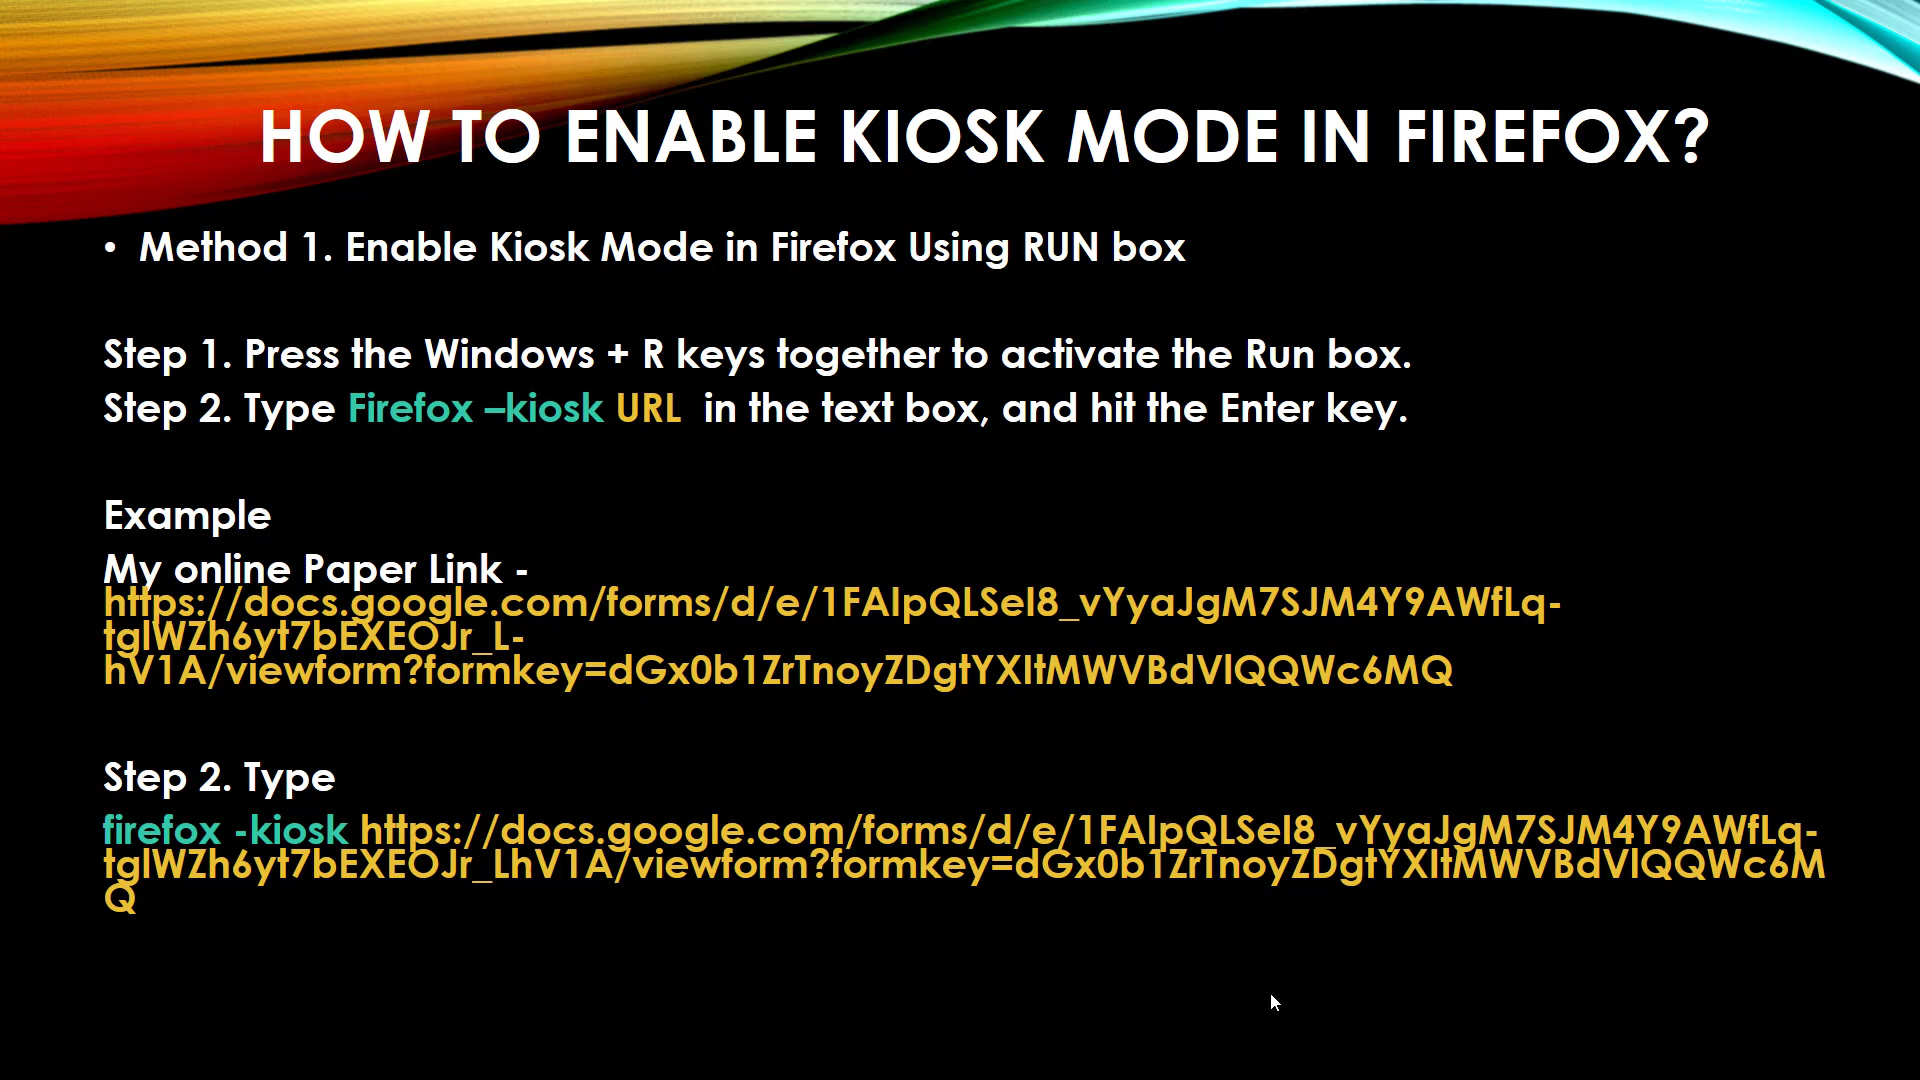 HOW TO ENABLE KIOSK MODE IN FIREFOX?
• Method 1. Enable Kiosk Mode in Firefox Using RUN box
Step 1. Press the Windows + R keys together to activate the Run box.
Step 2. Type Firefox –kiosk URL in the text box, and hit the Enter key.
Example
My online Paper Link -
https://docs.google.com/forms/d/e/1FAIpQLSeI8_vYyaJgM7SJM4Y9AWfLq-
tglWZh6yt7bEXEOJr_L-
hV1A/viewform?formkey=dGx0b1ZrTnoyZDgtYXItMWVBdVlQQWc6MQ
Step 2. Type
firefox -kiosk https://docs.google.com/forms/d/e/1FAIpQLSeI8_vYyaJgM7SJM4Y9AWfLq-
tglWZh6yt7bEXEOJr_LhV1A/viewform?formkey=dGx0b1ZrTnoyZDgtYXItMWVBdVlQQWc6M
Q